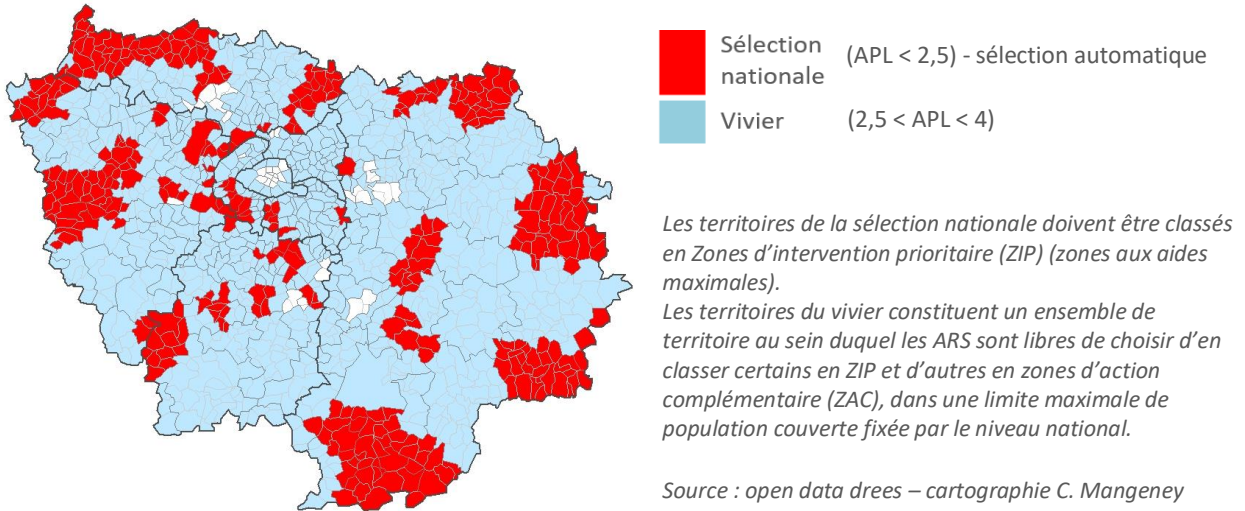 Sélection nationale (APL < 2,5) - sélection automatique
Vivier (2,5 < APL < 4)
Les territoires de la sélection nationale doivent être classés
en Zones d'intervention prioritaire (ZIP) (zones aux aides
maximales).
Les territoires du vivier constituent un ensemble de
territoire au sein duquel les ARS sont libres de choisir d'en
classer certains en ZIP et d'autres en zones d'action
complémentaire (ZAC), dans une limite maximale de
population couverte fixée par le niveau national.
Source : open data drees – cartographie C. Mangeney